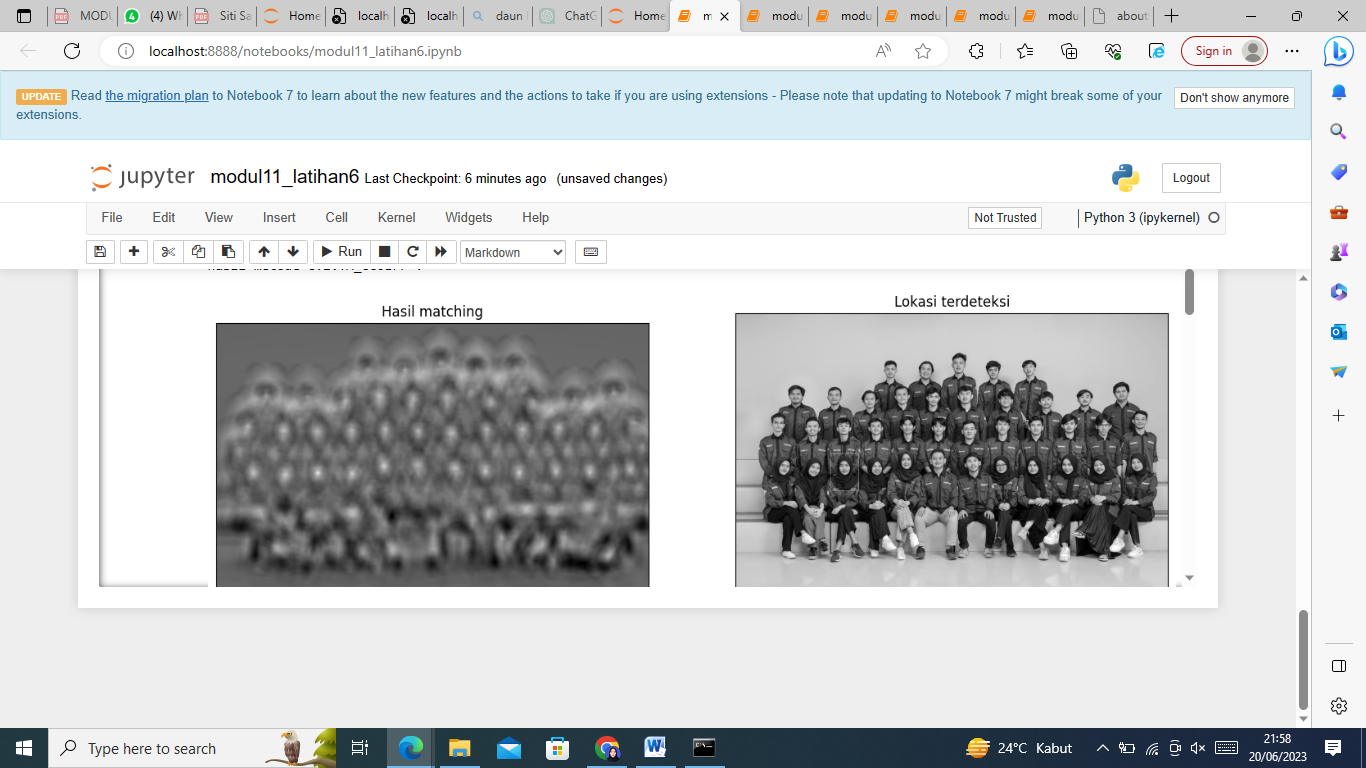 MODU
4
(4) Wh
Siti Sa
Home
localh
localh
daun l
ChatG
Home
m
modu
modu
modu
modu
modu
about
localhost:8888/notebooks/modul11_latihan6.ipynb
Sign in
UPDATE Read the migration plan to Notebook 7 to learn about the new features and the actions to take if you are using extensions - Please note that updating to Notebook 7 might break some of your
extensions.
Don't show anymore
jupyter modul11_latihan6 Last Checkpoint: 6 minutes ago (unsaved changes)
Logout
File Edit View Insert Cell Kernel Widgets Help
Not Trusted
Python 3 (ipykernel)
Run
Markdown
Hasil matching
Lokasi terdeteksi
Type here to search
24°C Kabut
21:58
20/06/2023